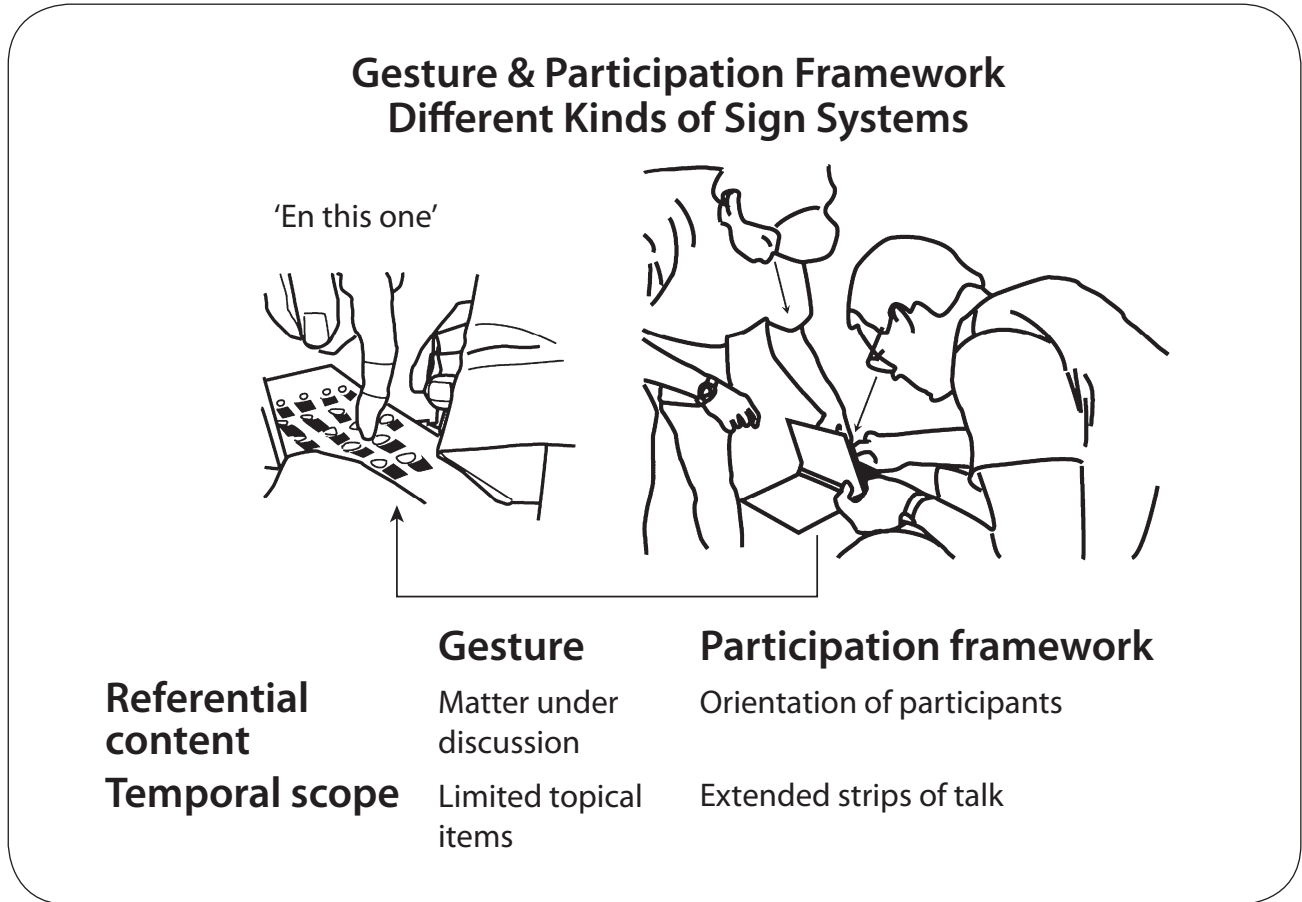 Gesture & Participation Framework
Different Kinds of Sign Systems
‘En this one’
Gesture
Participation framework
Referential
content
Matter under
discussion
Orientation of participants
Temporal scope
Limited topical
items
Extended strips of talk